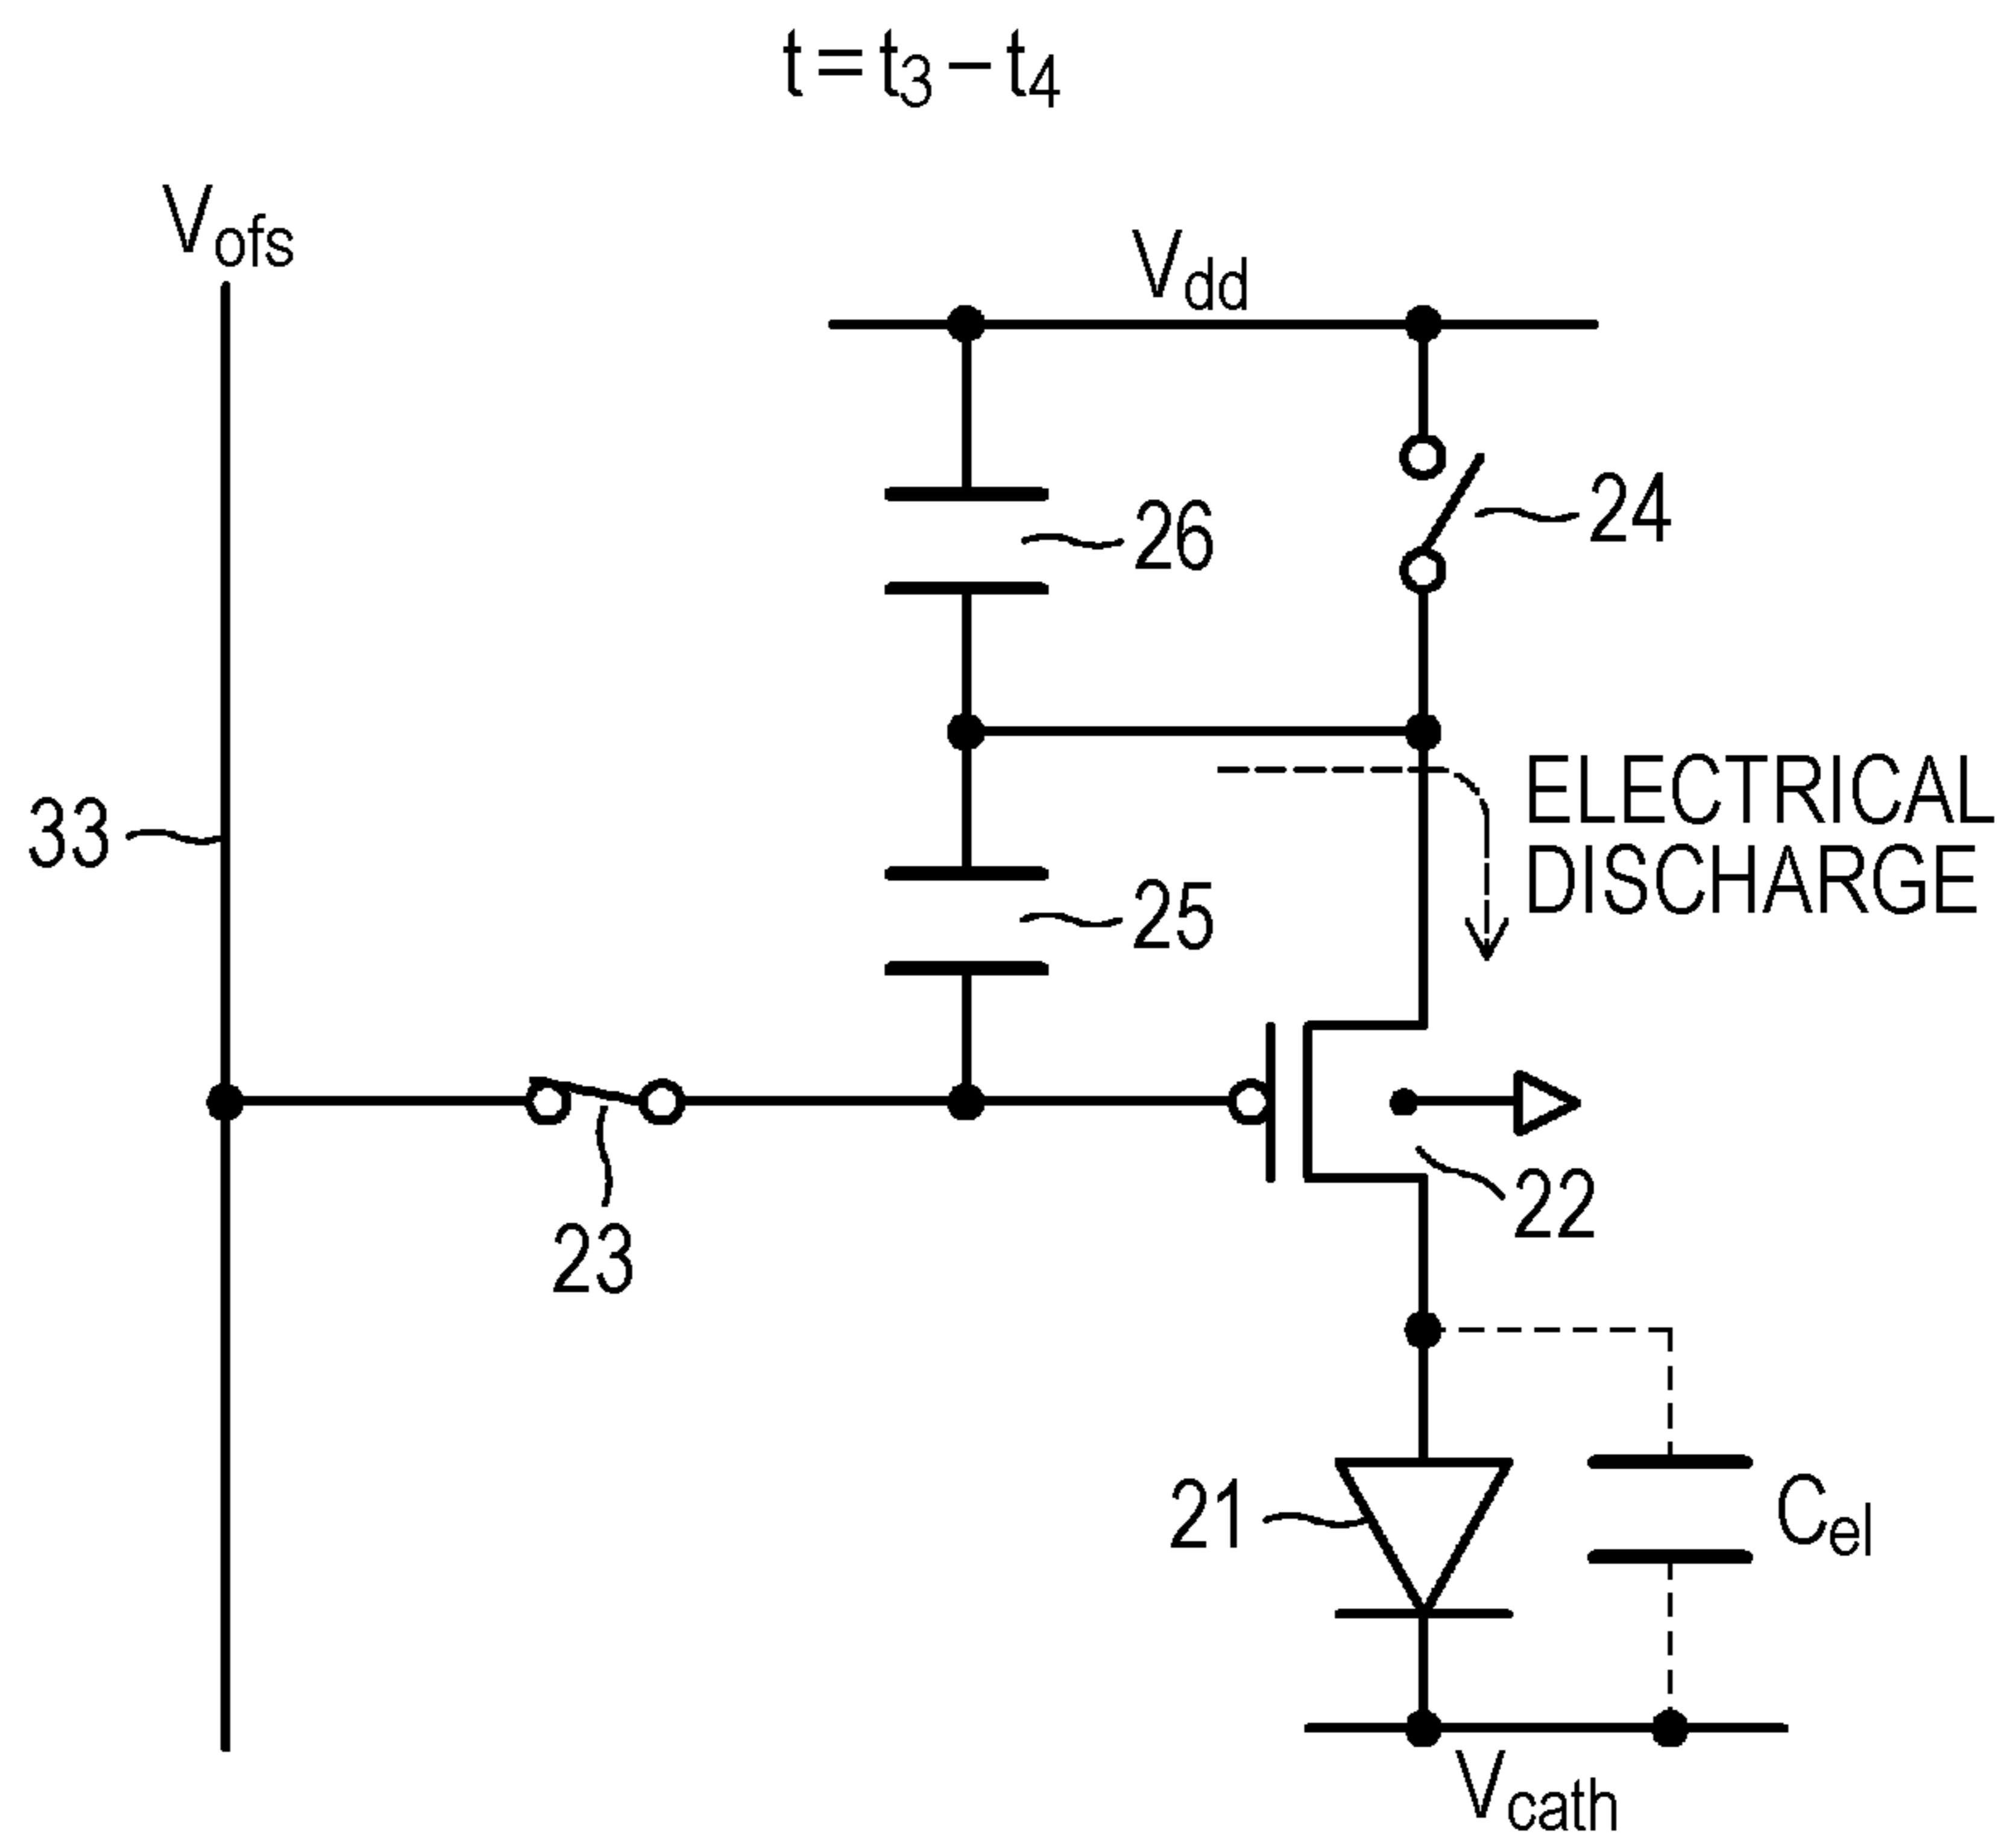 t=t3-t4
Vofs
Vdd
26
24
33
ELECTRICAL
DISCHARGE
25
23
22
21
Cel
Vcath